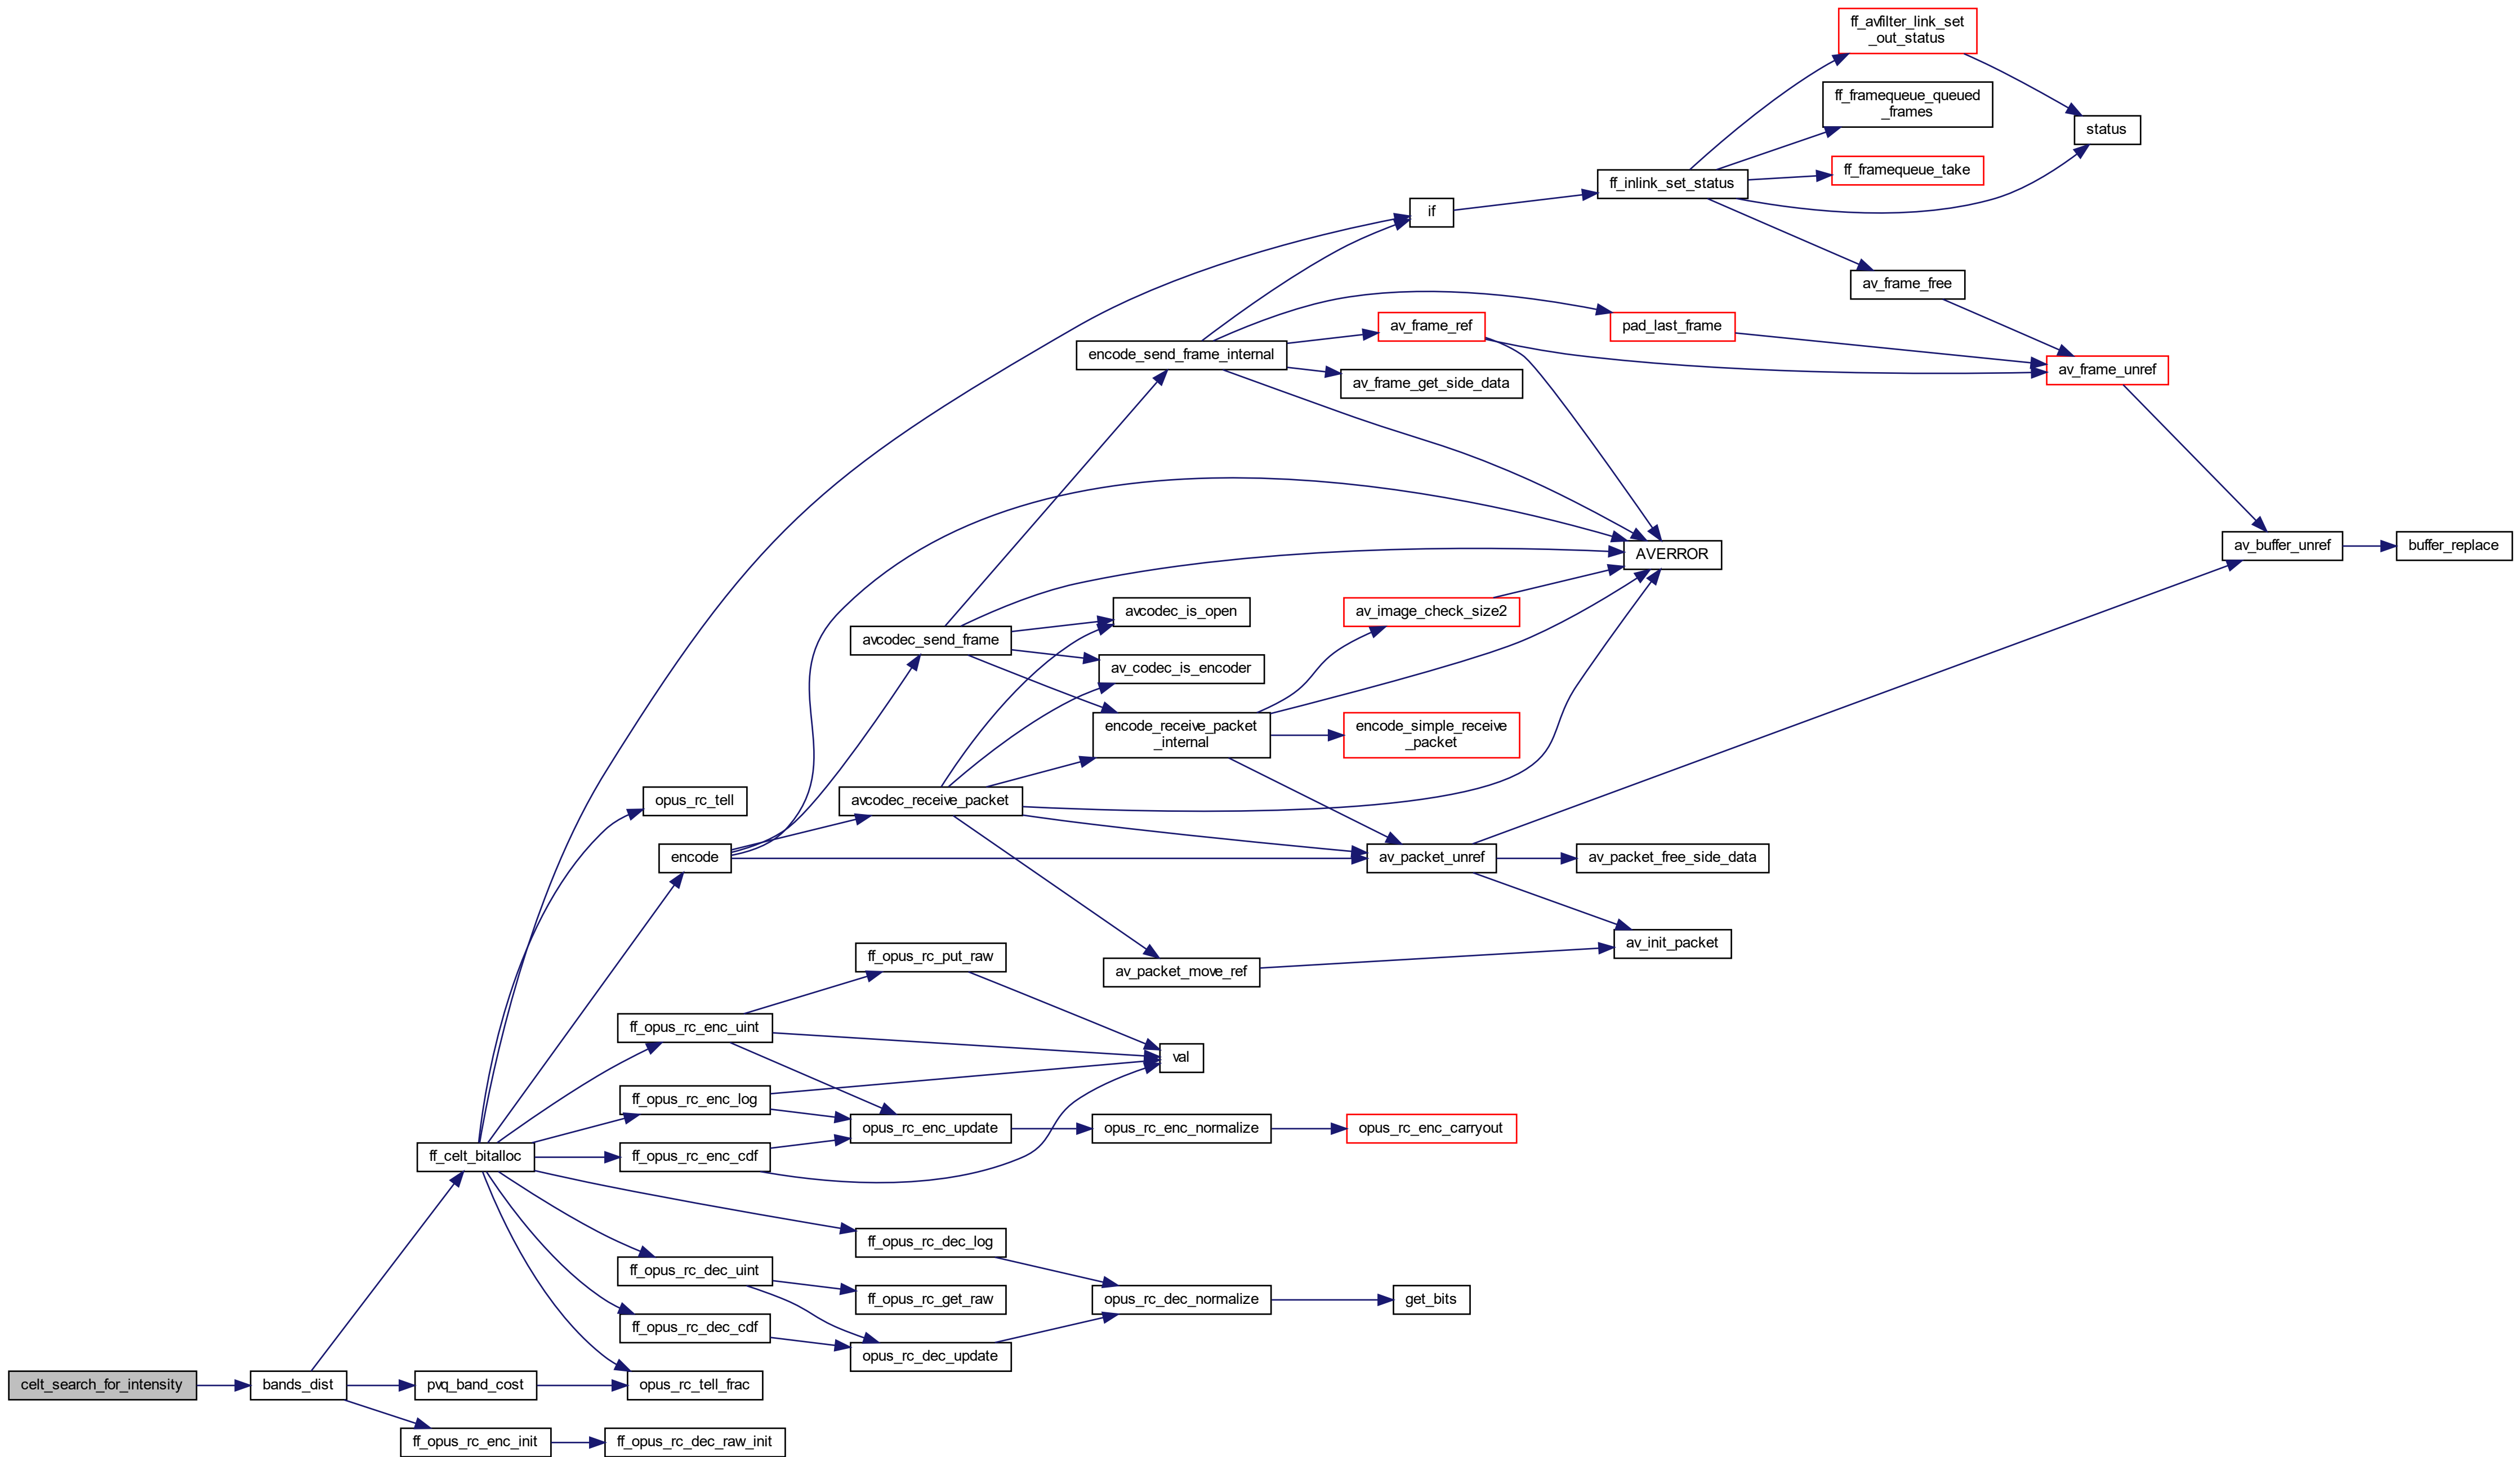 ff_avfilter_link_set
_out_status
ff_framequeue_queued
_frames
status
ff_framequeue_take
ff_inlink_set_status
if
av_frame_free
pad_last_frame
av_frame_ref
encode_send_frame_internal
av_frame_unref
av_frame_get_side_data
av_buffer_unref
buffer_replace
AVERROR
avcodec_is_open
av_image_check_size2
avcodec_send_frame
av_codec_is_encoder
encode_receive_packet
_internal
encode_simple_receive
_packet
opus_rc_tell
avcodec_receive_packet
encode
av_packet_unref
av_packet_free_side_data
av_init_packet
ff_opus_rc_put_raw
av_packet_move_ref
ff_opus_rc_enc_uint
val
ff_opus_rc_enc_log
opus_rc_enc_update
opus_rc_enc_normalize
opus_rc_enc_carryout
ff_celt_bitalloc
ff_opus_rc_enc_cdf
ff_opus_rc_dec_log
ff_opus_rc_dec_uint
ff_opus_rc_get_raw
opus_rc_dec_normalize
get_bits
ff_opus_rc_dec_cdf
opus_rc_dec_update
celt_search_for_intensity
bands_dist
pvq_band_cost
opus_rc_tell_frac
ff_opus_rc_enc_init
ff_opus_rc_dec_raw_init